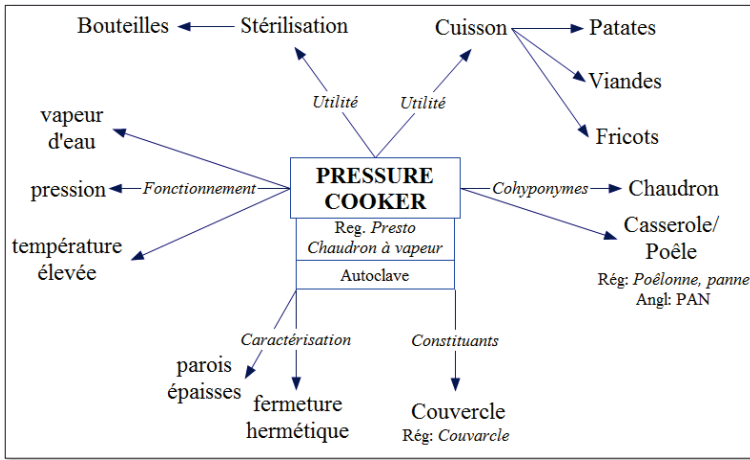 Bouteilles
Stérilisation
Cuisson
Patates
Viandes
Fricots
Utilité
Utilité
vapeur
d'eau
pression
température
élevée
Fonctionnement
PRESSURE
COOKER
Reg. Presto
Chaudron à vapeur
Autoclave
Cohyponymes
Chaudron
Casserole/
Poêle
Rég: Poêlonne, panne
Angl: PAN
Caractérisation
parois
épaisses
fermeture
hermétique
Constituants
Couvercle
Rég: Couvarcle